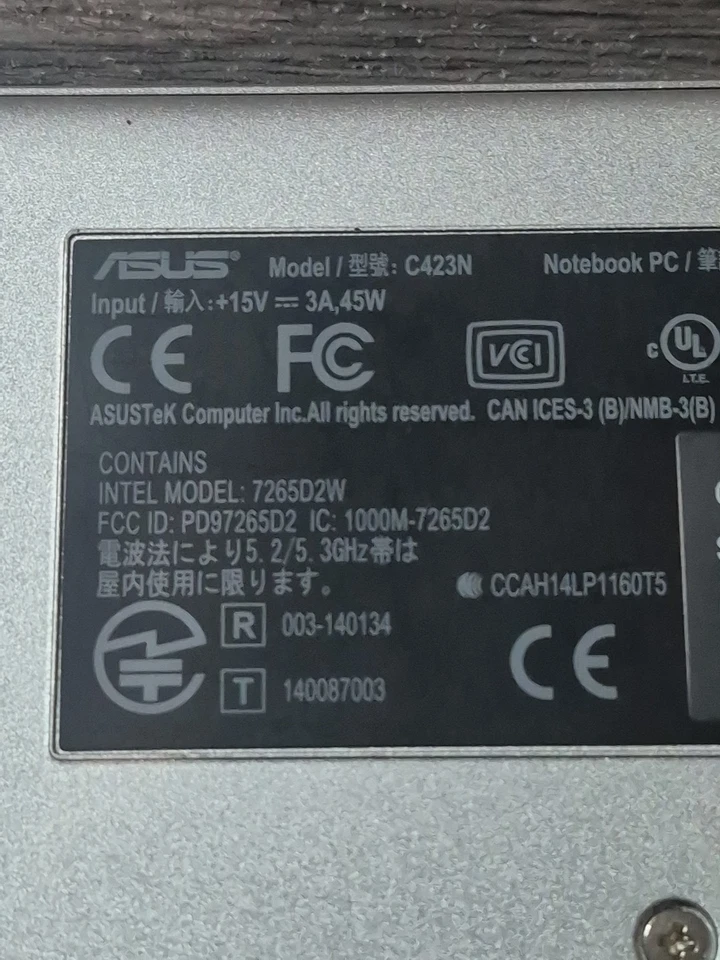 ASUS® Model / 型號: C423N Notebook PC / 筆
Input / 輸入:+15V ⎓ 3A,45W
CE FC VCI c UL I.T.E.
ASUSTeK Computer Inc.All rights reserved. CAN ICES-3 (B)/NMB-3(B)
CONTAINS
INTEL MODEL: 7265D2W
FCC ID: PD97265D2 IC: 1000M-7265D2
電波法により5.2/5.3GHz帯は
屋内使用に限ります。
CCAH14LP1160T5
R 003-140134
T 140087003
CE